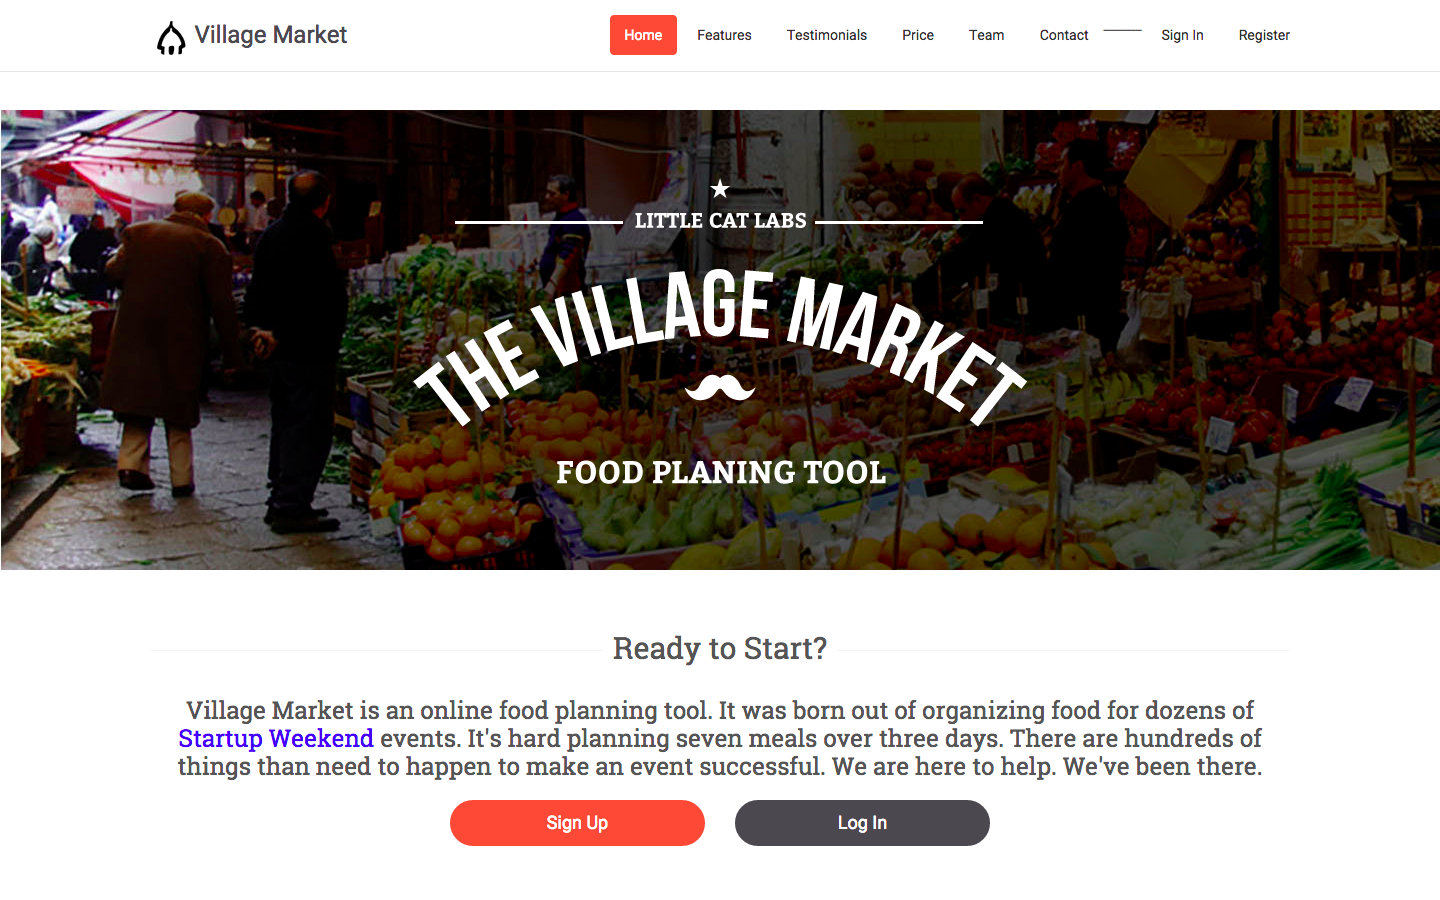 Village Market
Home Features Testimonials Price Team Contact Sign In Register
LITTLE CAT LABS
THE VILLAGE MARKET
FOOD PLANING TOOL
Ready to Start?
Village Market is an online food planning tool. It was born out of organizing food for dozens of
Startup Weekend events. It's hard planning seven meals over three days. There are hundreds of
things than need to happen to make an event successful. We are here to help. We've been there.
Sign Up Log In